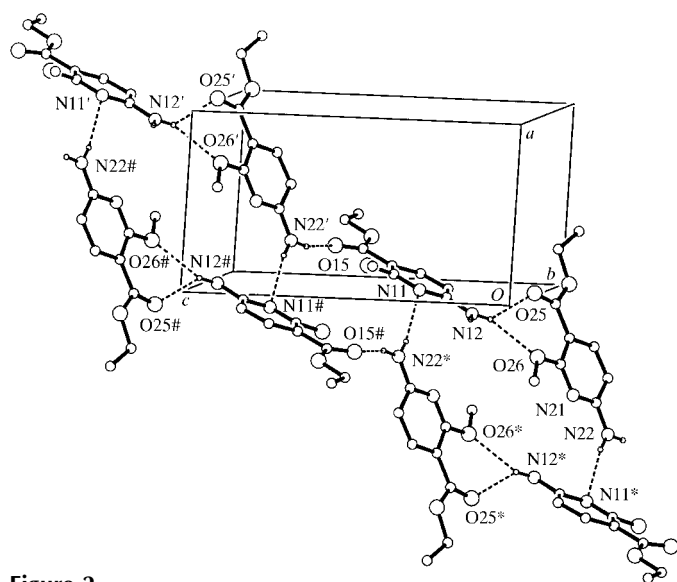 O25′
N11′
N12′
a
O26′
N22#
N22′
N12#
O15
O26#
b
c
N11#
N11
O
O25
N12
O25#
O15#
N22*
O26
N21
O26*
N22
N12*
N11*
O25*
Figure 2